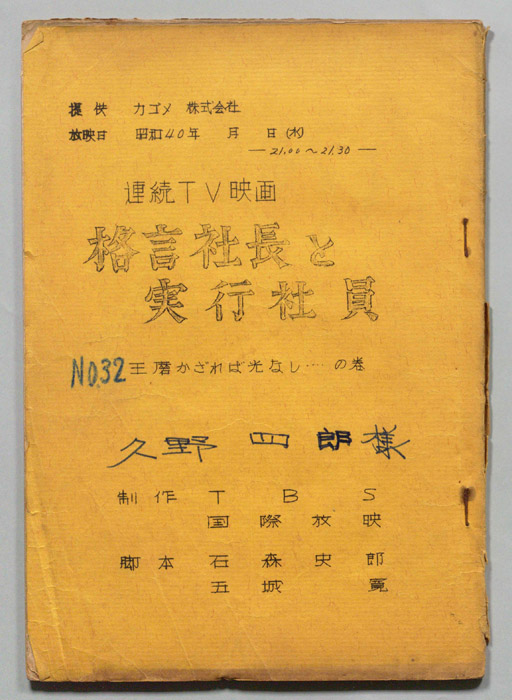 提供 カゴメ 株式会社
放映日 昭和40年 月 日(水)
―21.00~21.30―
連続TV映画
格言社長と
実行社員
NO32 王磨かざれば光なし……の巻
久野 四郎様
制作 TBS
国際放映
脚本 石森史郎
五城 寛